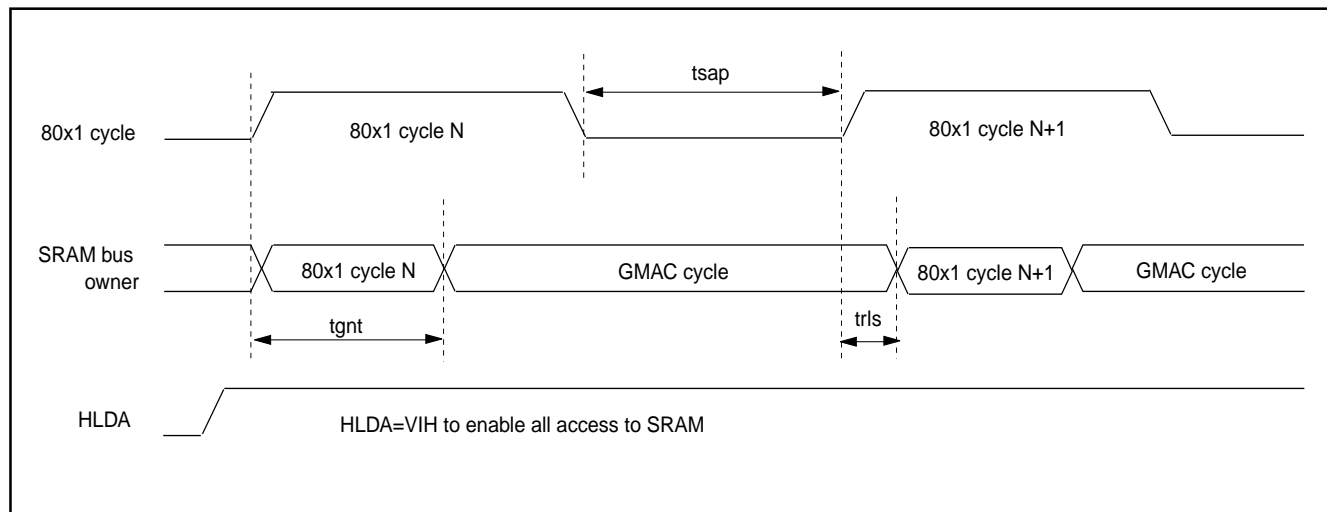 tsap
80x1 cycle
80x1 cycle N
80x1 cycle N+1
SRAM bus
owner
80x1 cycle N
GMAC cycle
80x1 cycle N+1
GMAC cycle
tgnt
trls
HLDA
HLDA=VIH to enable all access to SRAM